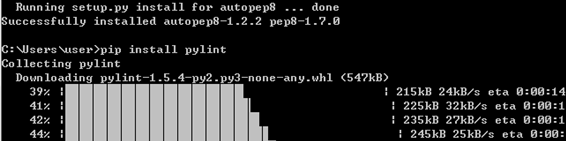 Running setup.py install for autopep8 ... done
Successfully installed autopep8-1.2.2 pep8-1.7.0
C:\Users\user>pip install pylint
Collecting pylint
Downloading pylint-1.5.4-py2.py3-none-any.whl (547kB)
39% | | 215kB 24kB/s eta 0:00:14
41% | | 225kB 32kB/s eta 0:00:1
42% | | 235kB 27kB/s eta 0:00:1
44% | | 245kB 25kB/s eta 0:00: